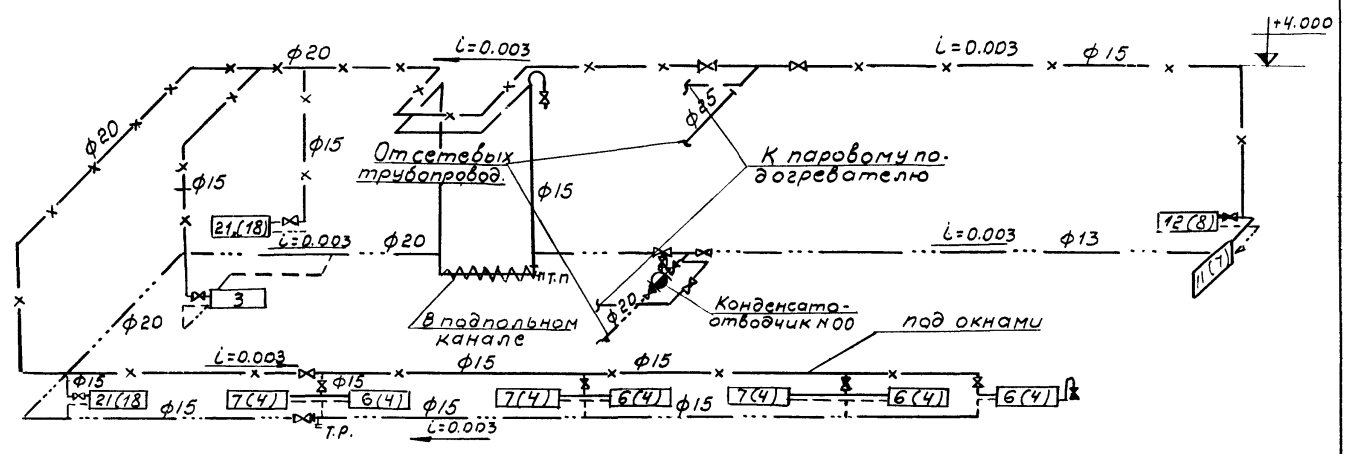 +4.000
ϕ20
i=0.003
i=0.003
ϕ15
ϕ25
ϕ20
ϕ15
ϕ15
От сетевых
трубопровод.
К паровому по-
догревателю
ϕ15
21(18)
12(8)
i=0.003
ϕ20
i=0.003
ϕ13
11(7)
т.п
3
ϕ20
ϕ20
В подпольном
канале
Конденсато-
отводчик N00
под окнами
i=0.003
ϕ15
ϕ15
ϕ15
21(18
7(4)
ϕ15
6(4)
7(4)
6(4)
7(4)
6(4)
6(4)
ϕ15
ϕ15
ϕ15
т.р.
i=0.003